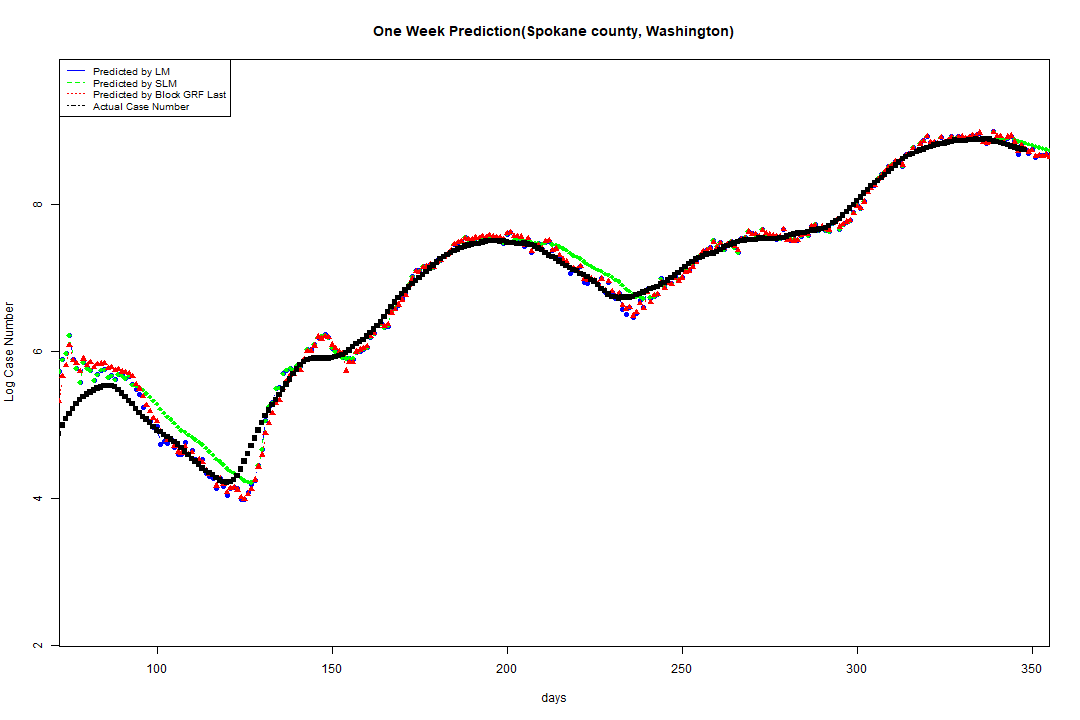 One Week Prediction(Spokane county, Washington)
Predicted by LM
Predicted by SLM
Predicted by Block GRF Last
Actual Case Number
Log Case Number
8
6
4
2
100 150 200 250 300 350
days